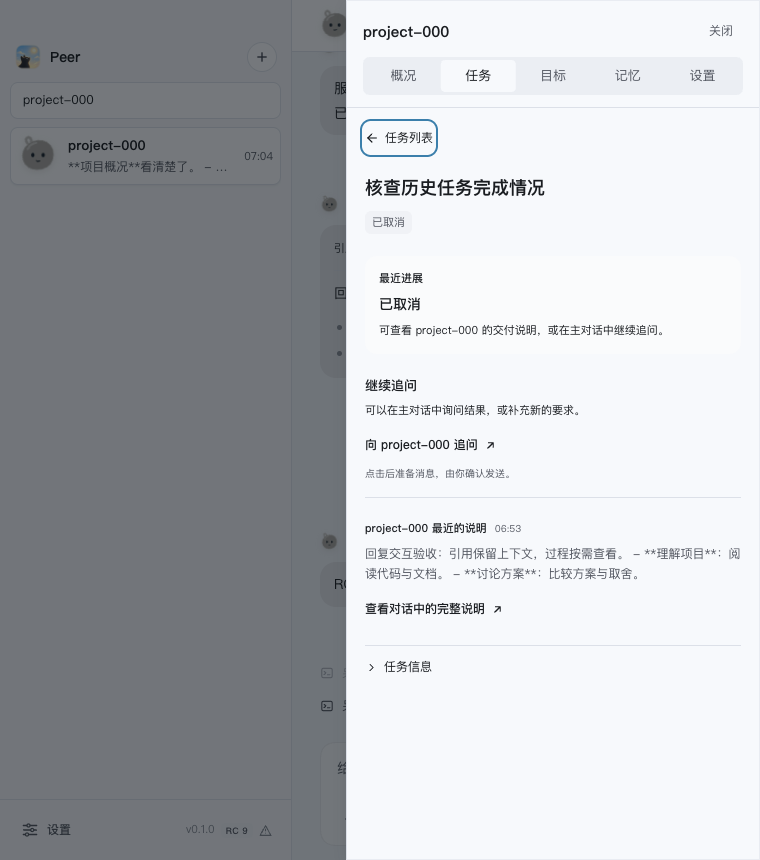 Peer
project-000
project-000
07:04
**项目概况**看清楚了。 – ...
设置
v0.1.0
RC 9
服
已
引
回
RC
给
project-000
关闭
概况
任务
目标
记忆
设置
任务列表
核查历史任务完成情况
已取消
最近进展
已取消
可查看 project-000 的交付说明，或在主对话中继续追问。
继续追问
可以在主对话中询问结果，或补充新的要求。
向 project-000 追问
点击后准备消息，由你确认发送。
project-000 最近的说明 06:53
回复交互验收：引用保留上下文，过程按需查看。 – **理解项目**：阅
读代码与文档。 – **讨论方案**：比较方案与取舍。
查看对话中的完整说明
任务信息